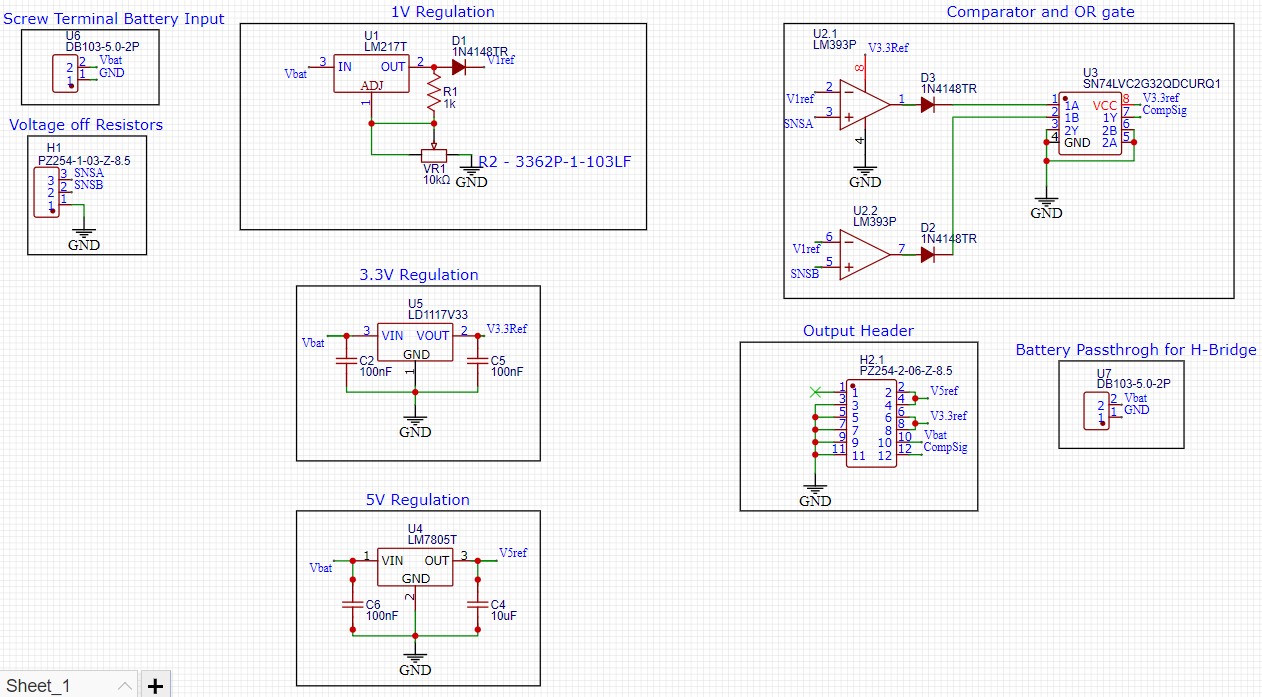 Screw Terminal Battery Input
U6
DB103-5.0-2P
2
1
2
1
Vbat
GND
Voltage off Resistors
H1
PZ254-1-03-Z-8.5
3
2
1
3
2
1
SNSA
SNSB
GND
1V Regulation
U1
LM217T
Vbat
3
IN
OUT
ADJ
1
2
D1
1N4148TR
V1ref
R1
1k
VR1
10kΩ
R2 - 3362P-1-103LF
GND
3.3V Regulation
U5
LD1117V33
Vbat
3
VIN
VOUT
GND
1
2
V3.3Ref
C2
100nF
C5
100nF
GND
5V Regulation
U4
LM7805T
Vbat
1
VIN
OUT
GND
2
3
V5ref
C6
100nF
C4
10uF
GND
Comparator and OR gate
U2.1
LM393P
V3.3Ref
8
V1ref
2
SNSA
3
1
4
GND
D3
1N4148TR
U3
SN74LVC2G32QDCURQ1
1
2
3
4
1A
1B
2Y
GND
VCC
1Y
2B
2A
8
7
6
5
V3.3ref
CompSig
GND
U2.2
LM393P
V1ref
6
SNSB
5
7
D2
1N4148TR
Output Header
H2.1
PZ254-2-06-Z-8.5
1
3
5
7
9
11
1
3
5
7
9
11
2
4
6
8
10
12
2
4
6
8
10
12
V5ref
V3.3ref
Vbat
CompSig
GND
Battery Passthrogh for H-Bridge
U7
DB103-5.0-2P
2
1
2
1
Vbat
GND
Sheet_1
+